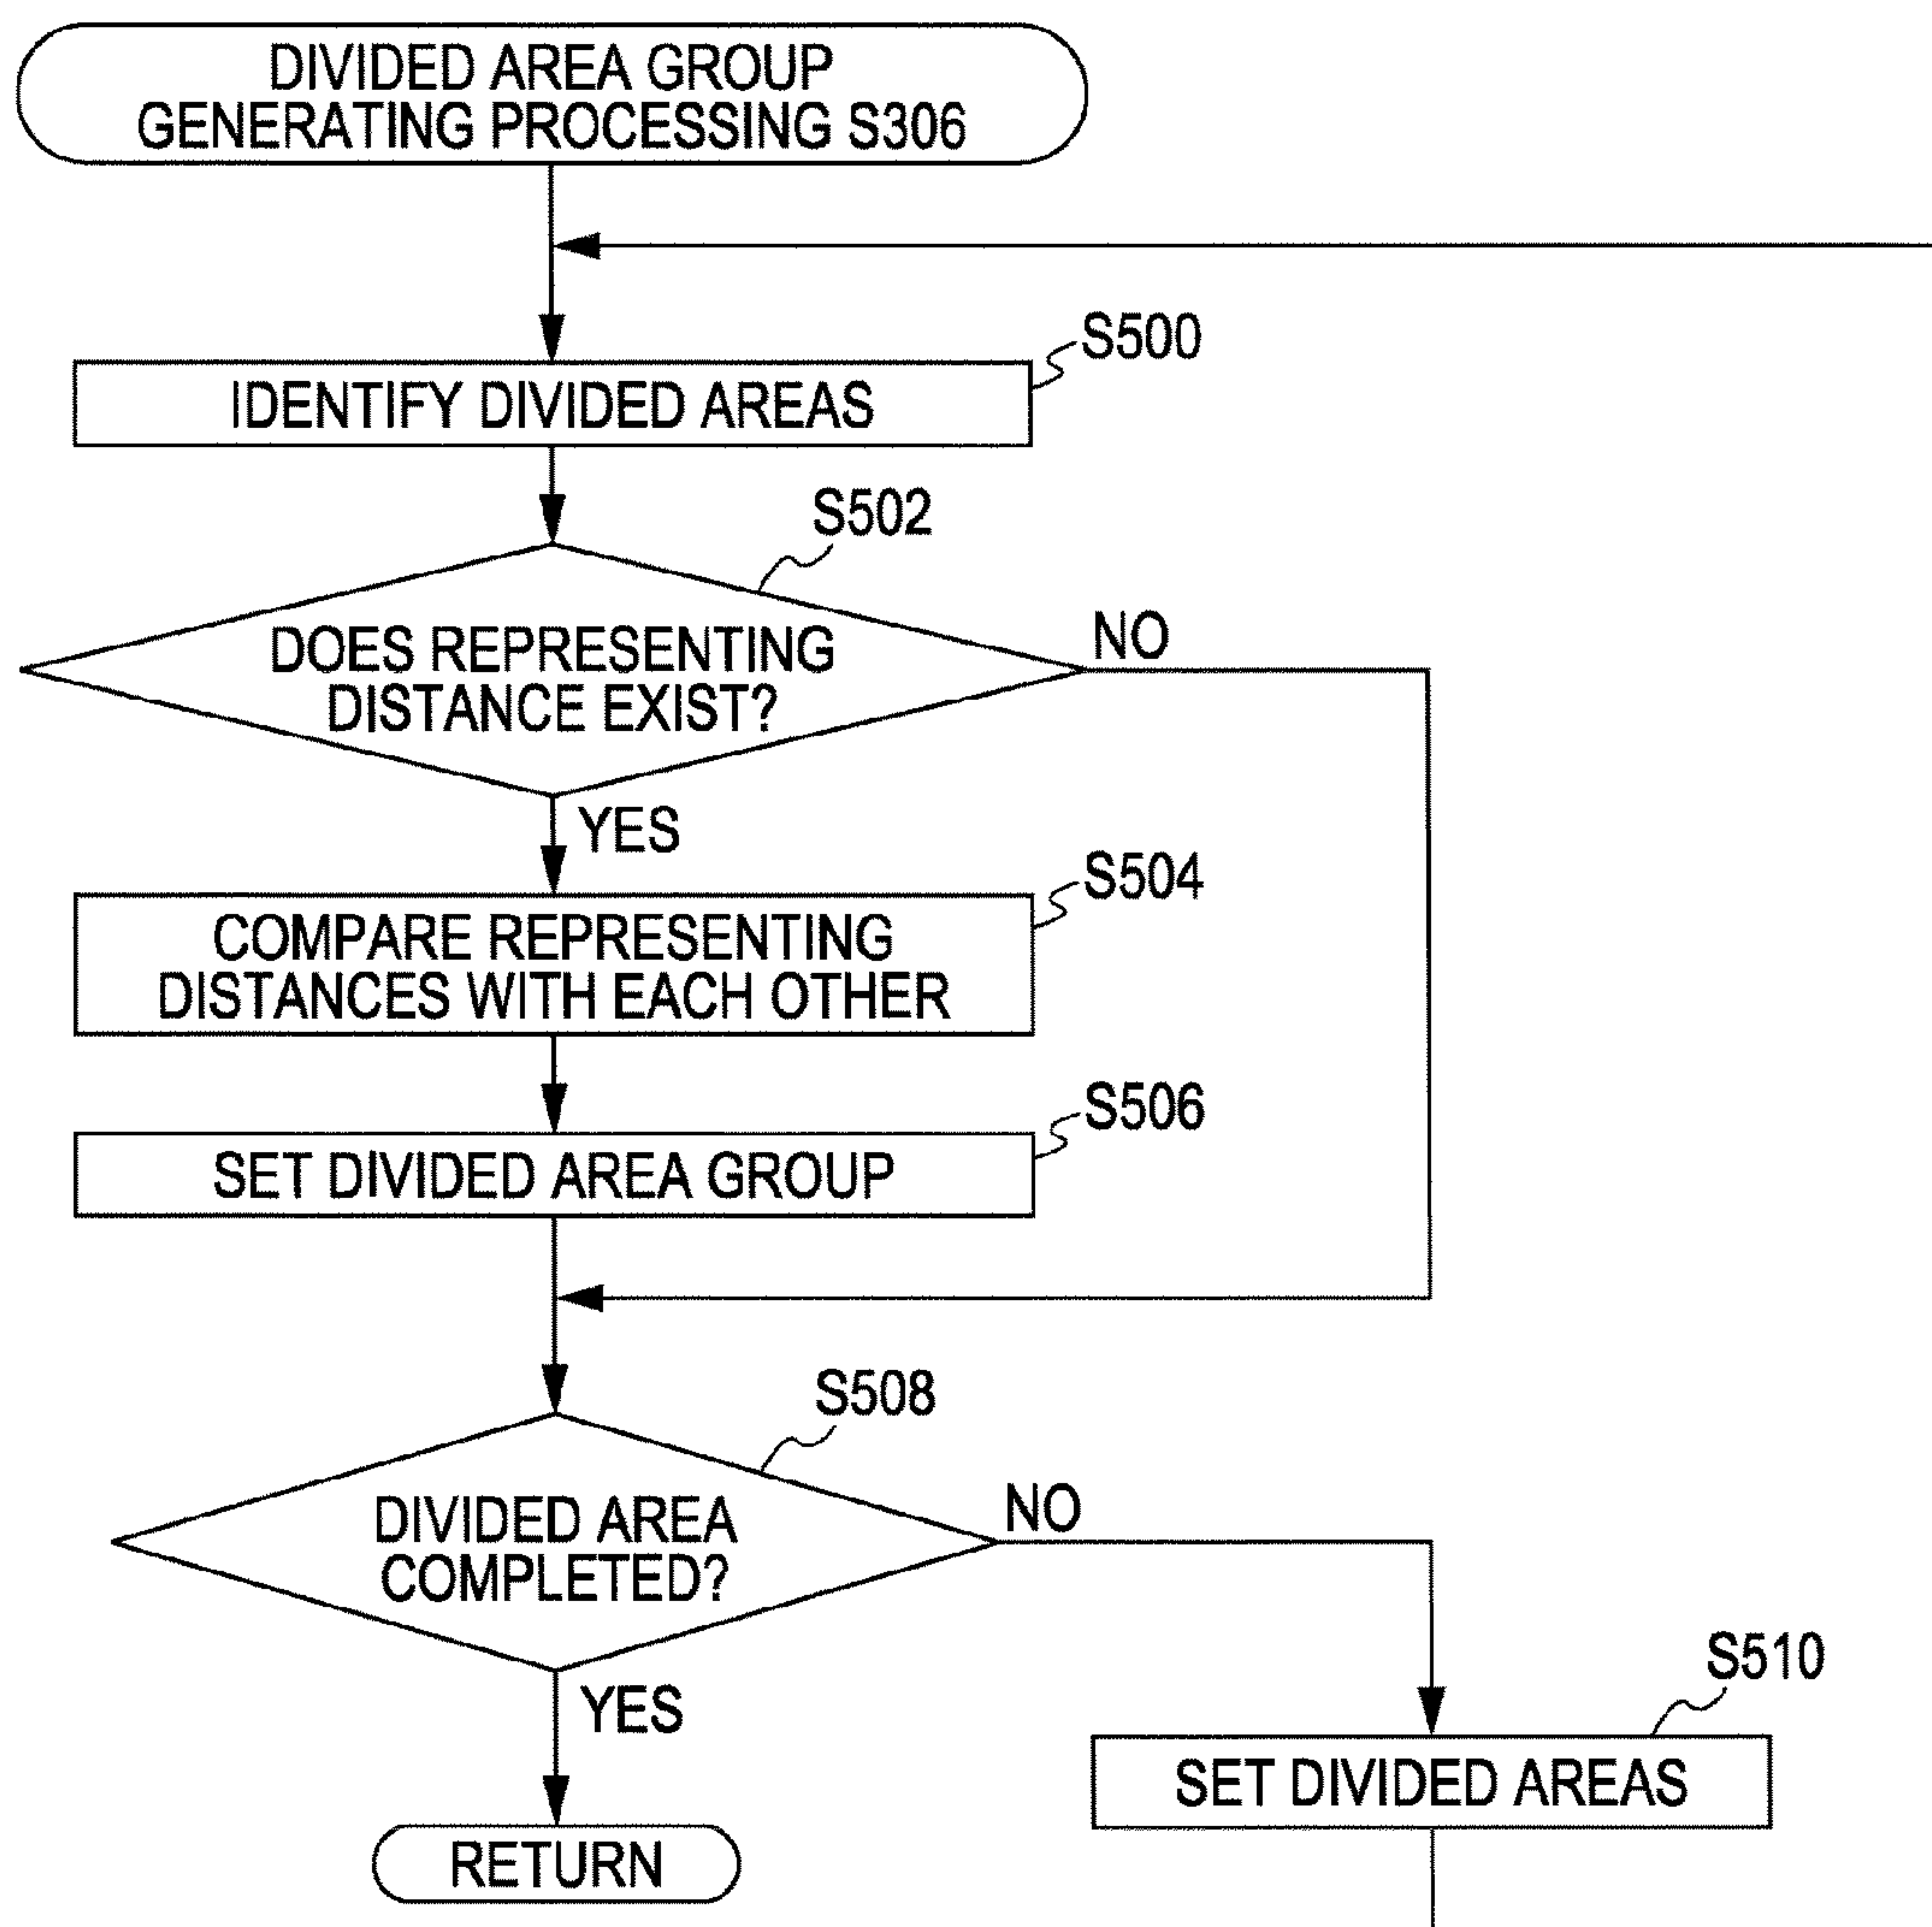 DIVIDED AREA GROUP
GENERATING PROCESSING S306
S500
IDENTIFY DIVIDED AREAS
S502
DOES REPRESENTING
DISTANCE EXIST?
NO
YES
S504
COMPARE REPRESENTING
DISTANCES WITH EACH OTHER
S506
SET DIVIDED AREA GROUP
S508
DIVIDED AREA
COMPLETED?
NO
YES
S510
SET DIVIDED AREAS
RETURN